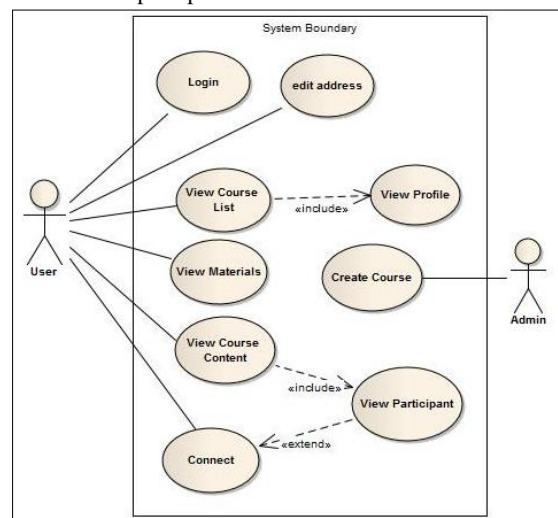 System Boundary
Login
edit address
View Course
List
«include»
View Profile
User
View Materials
Create Course
Admin
View Course
Content
«include»
View Participant
«extend»
Connect